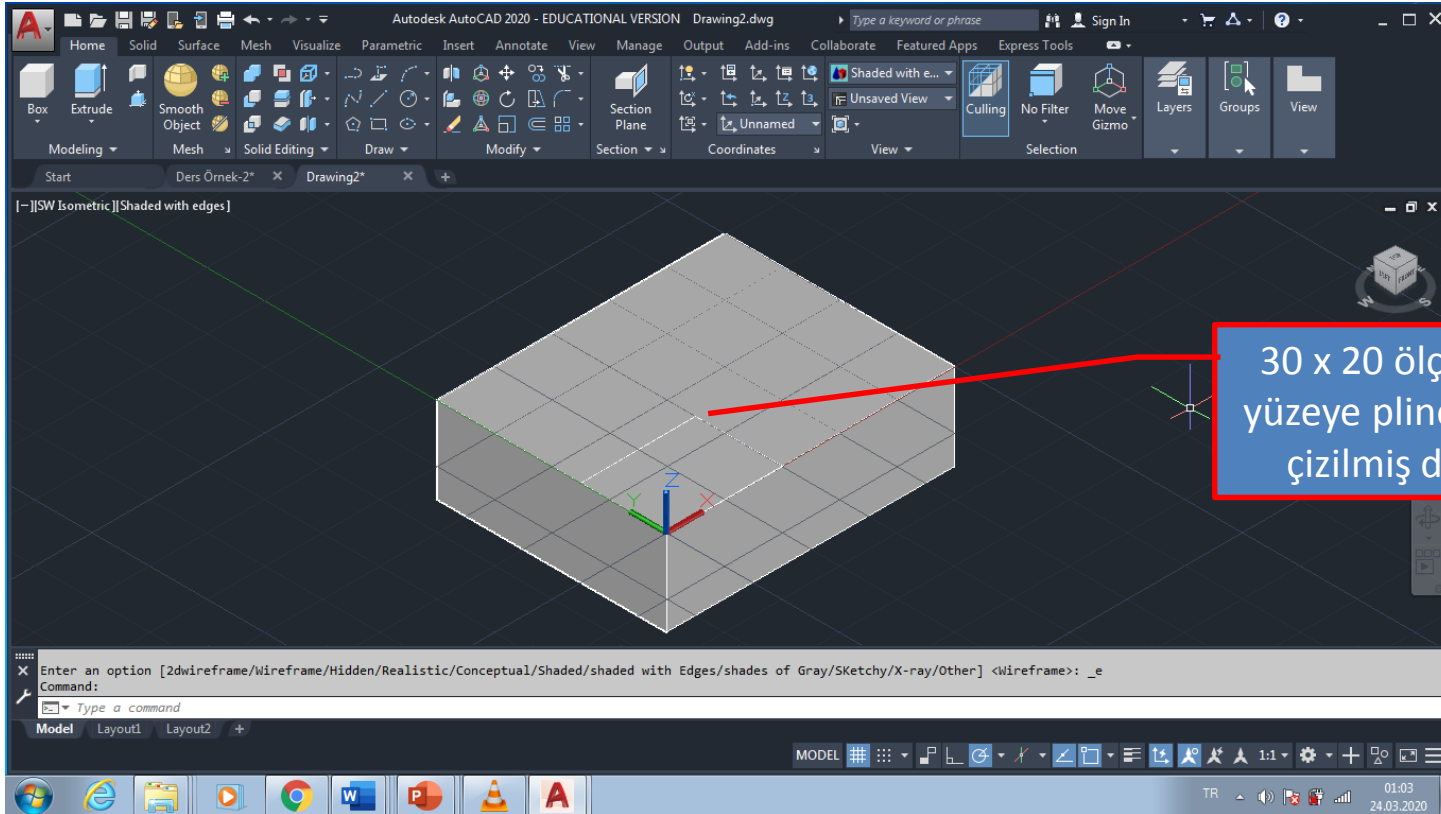 Autodesk AutoCAD 2020 - EDUCATIONAL VERSION Drawing2.dwg Type a keyword or phrase Sign In
Home Solid Surface Mesh Visualize Parametric Insert Annotate View Manage Output Add-ins Collaborate Featured Apps Express Tools
Box Extrude Smooth Object Section Plane Shaded with e... Unsaved View Unnamed Culling No Filter Move Gizmo Layers Groups View
Modeling Mesh Solid Editing Draw Modify Section Coordinates View Selection
Start Ders Örnek-2* Drawing2*
[−][SW Isometric][Shaded with edges]
TOP
LEFT FRONT
W S
30 x 20 ölç
yüzeye plin
çizilmiş d
Z
Y X
Enter an option [2dwireframe/Wireframe/Hidden/Realistic/Conceptual/Shaded/shaded with Edges/shades of Gray/SKetchy/X-ray/Other] <Wireframe>: _e
Command:
Type a command
Model Layout1 Layout2 +
MODEL 1:1
TR 01:03
24.03.2020